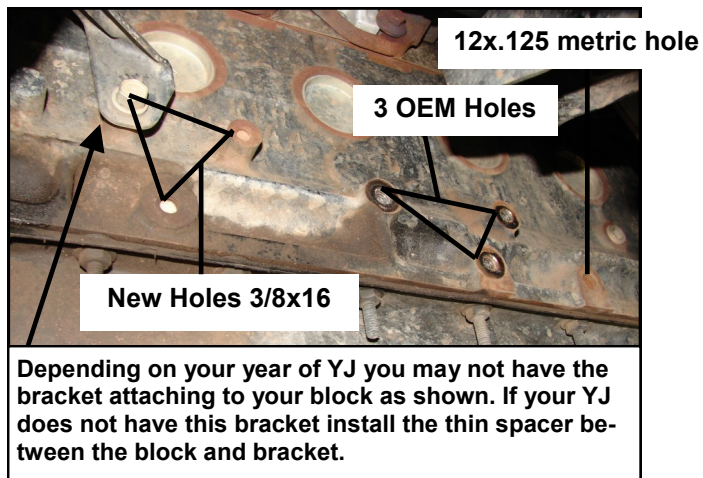 12x.125 metric hole
3 OEM Holes
New Holes 3/8x16
Depending on your year of YJ you may not have the
bracket attaching to your block as shown. If your YJ
does not have this bracket install the thin spacer be-
tween the block and bracket.